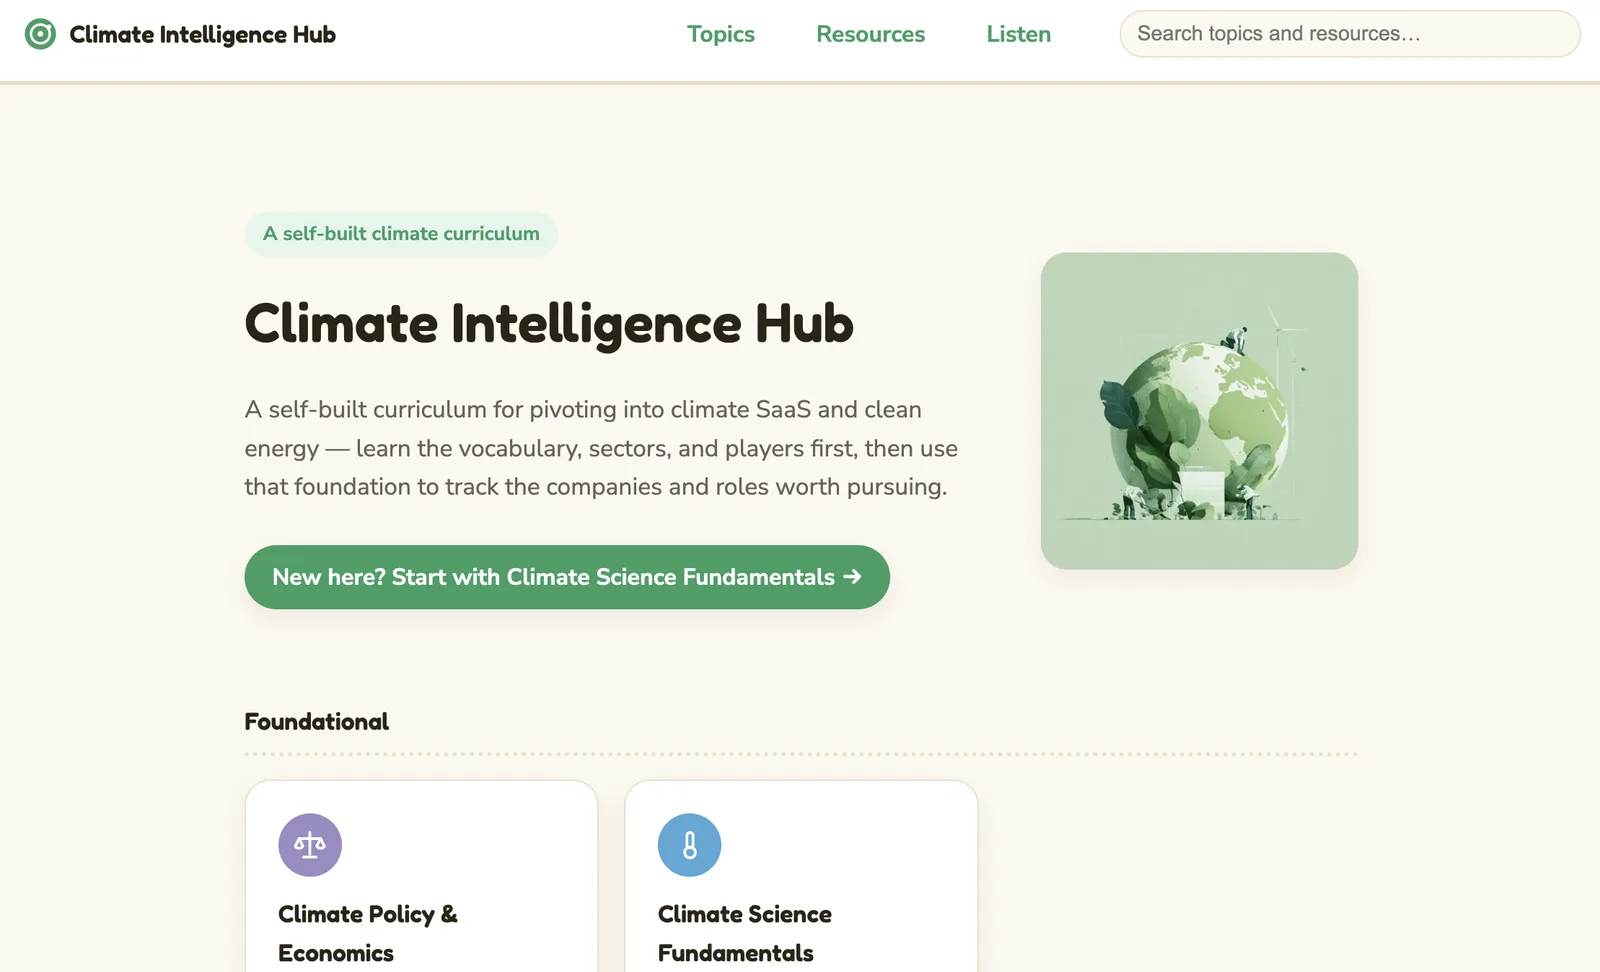 Climate Intelligence Hub
Topics
Resources
Listen
Search topics and resources…
A self-built climate curriculum
Climate Intelligence Hub
A self-built curriculum for pivoting into climate SaaS and clean
energy — learn the vocabulary, sectors, and players first, then use
that foundation to track the companies and roles worth pursuing.
New here? Start with Climate Science Fundamentals →
Foundational
Climate Policy &
Economics
Climate Science
Fundamentals